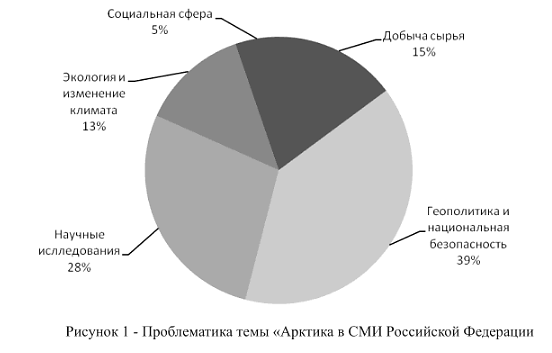 Социальная сфера
5%
Добыча сырья
15%
Экология и
изменение
климата
13%
Геополитика и
национальная
безопасность
39%
Научные
ислледования
28%
Рисунок 1 - Проблематика темы «Арктика в СМИ Российской Федерации